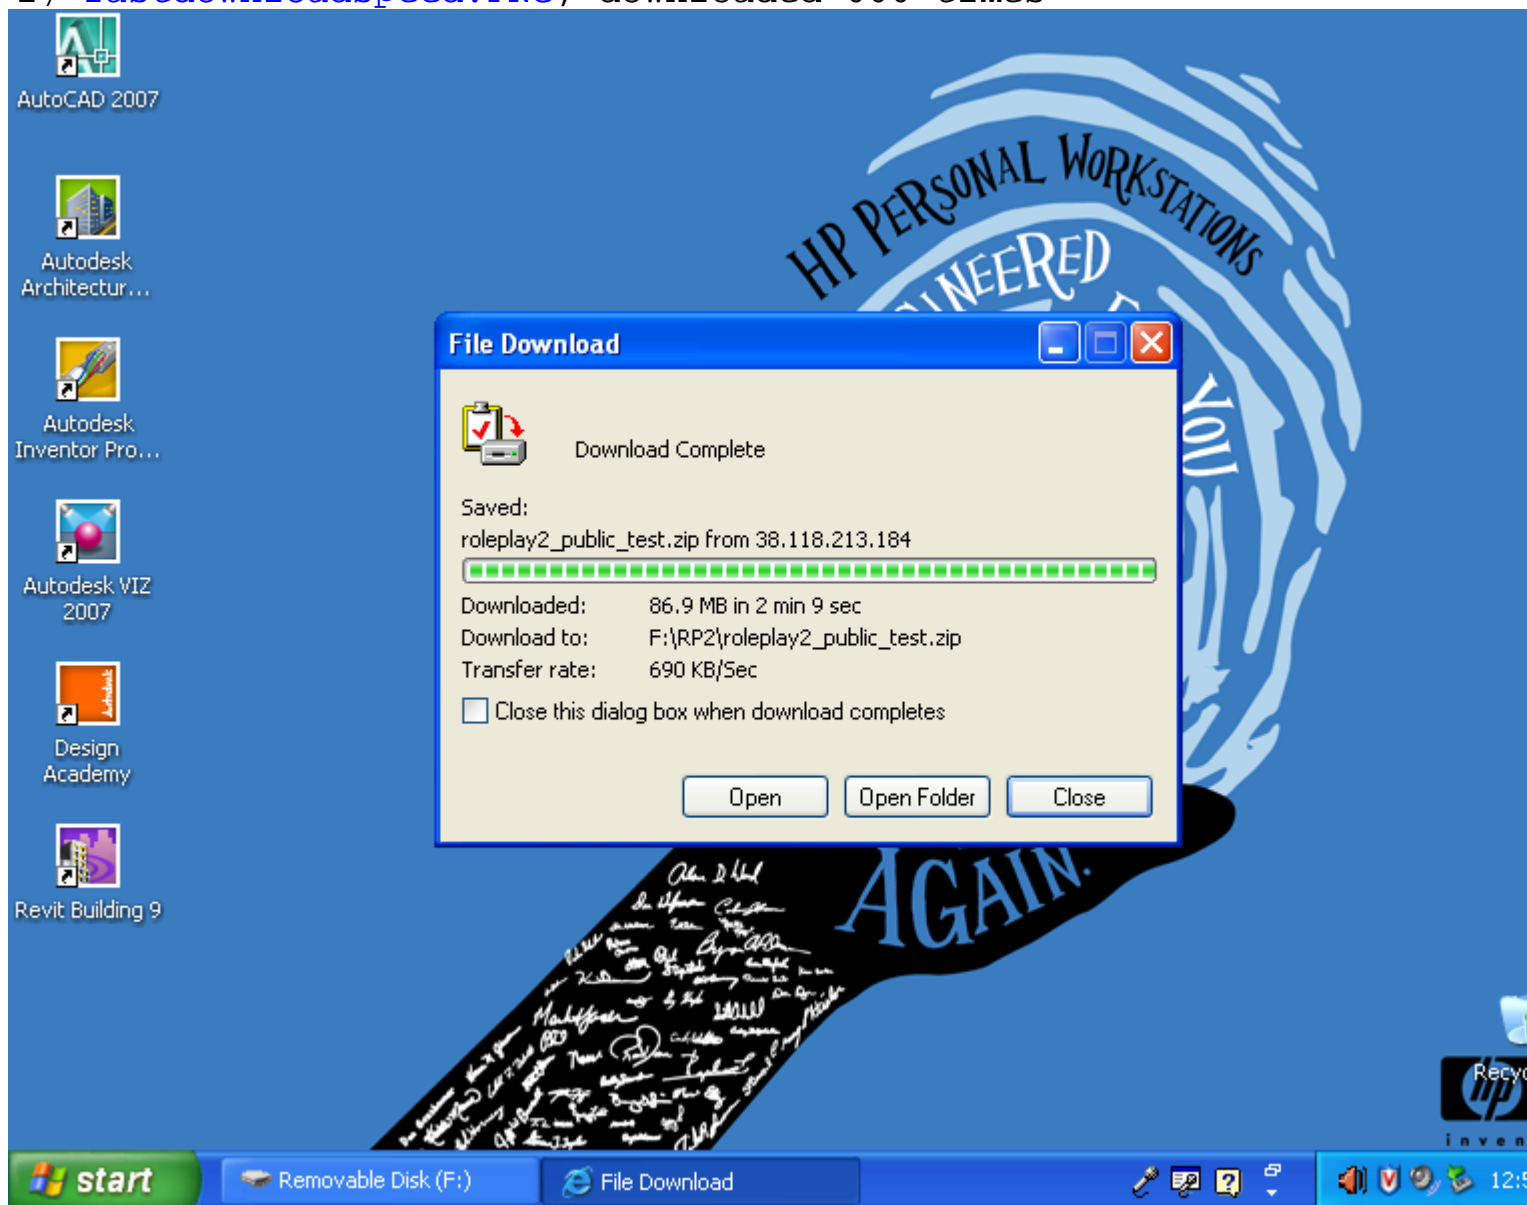 AutoCAD 2007
Autodesk
Architectur...
Autodesk
Inventor Pro...
Autodesk VIZ
2007
Autodesk
Design
Academy
Revit Building 9
HP PERSONAL WORKSTATIONS
YOU
AGAIN.
File Download
Download Complete
Saved:
roleplay2_public_test.zip from 38.118.213.184
Downloaded: 86.9 MB in 2 min 9 sec
Download to: F:\RP2\roleplay2_public_test.zip
Transfer rate: 690 KB/Sec
Close this dialog box when download completes
Open Open Folder Close
hp
start Removable Disk (F:) File Download